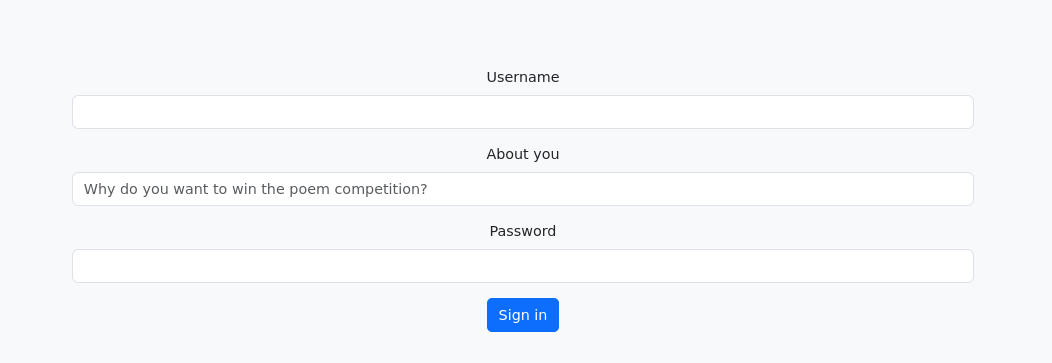 Username
About you
Why do you want to win the poem competition?
Password
Sign in